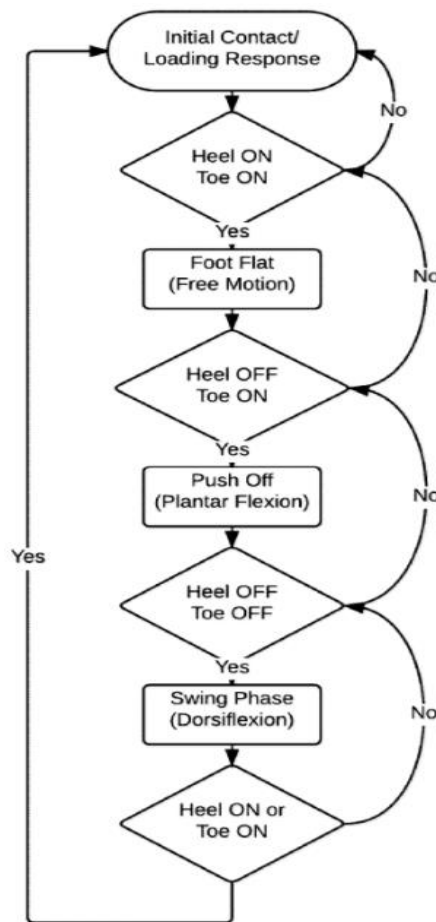 Initial Contact/
Loading Response
No
Heel ON
Toe ON
Yes
Foot Flat
(Free Motion)
No
Heel OFF
Toe ON
Yes
Push Off
(Plantar Flexion)
No
Yes
Heel OFF
Toe OFF
Yes
Swing Phase
(Dorsiflexion)
No
Heel ON or
Toe ON